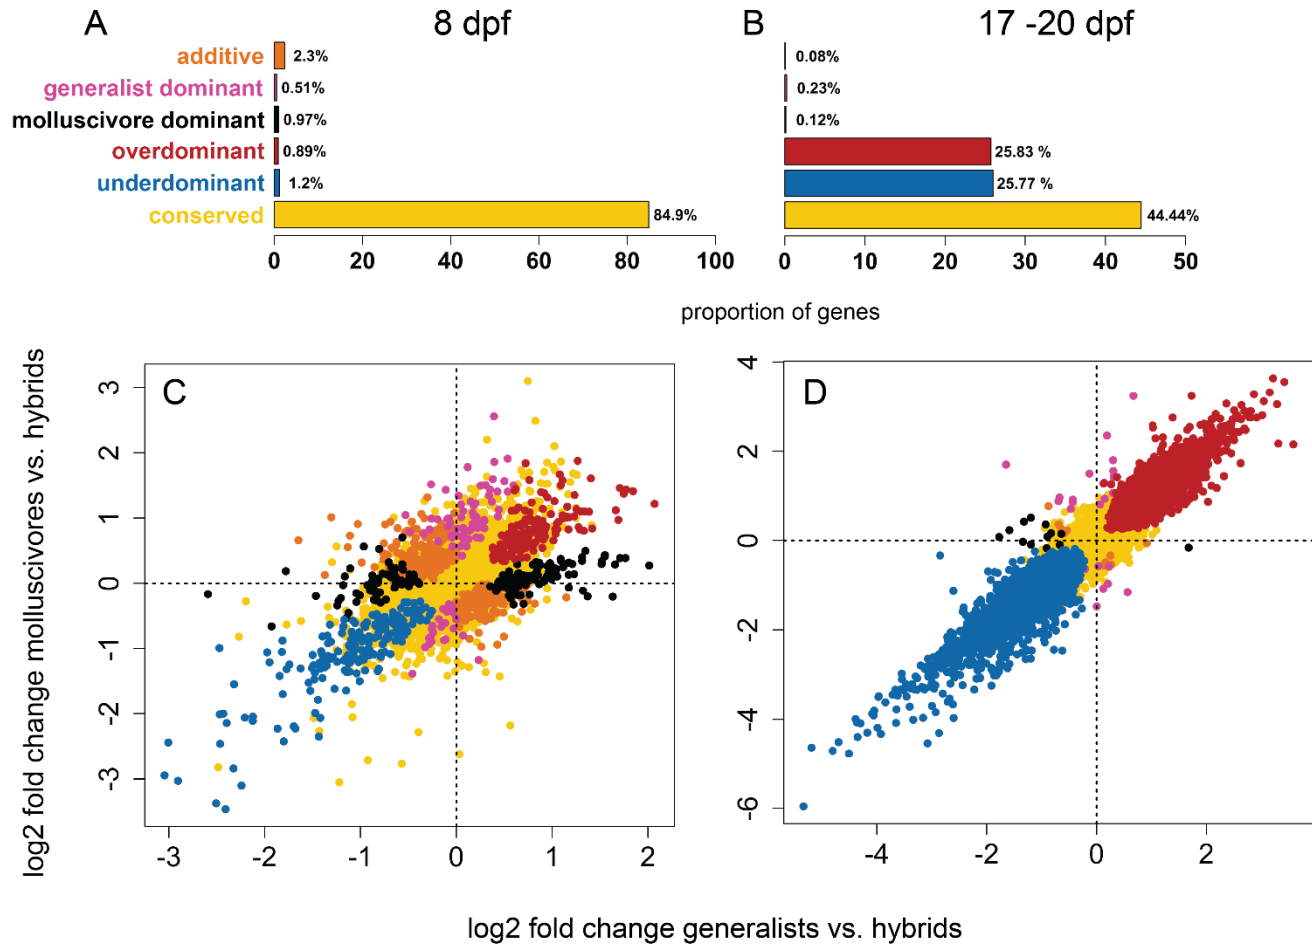 A
8 dpf
additive
2.3%
generalist dominant
0.51%
molluscivore dominant
0.97%
overdominant
0.89%
underdominant
1.2%
conserved
84.9%
0 20 40 60 80 100
B
17 -20 dpf
0.08%
0.23%
0.12%
25.83 %
25.77 %
44.44%
0 10 20 30 40 50
proportion of genes
log2 fold change molluscivores vs. hybrids
C
3
2
1
0
-1
-2
-3
-3 -2 -1 0 1 2
D
4
2
0
-2
-4
-6
-4 -2 0 2
log2 fold change generalists vs. hybrids